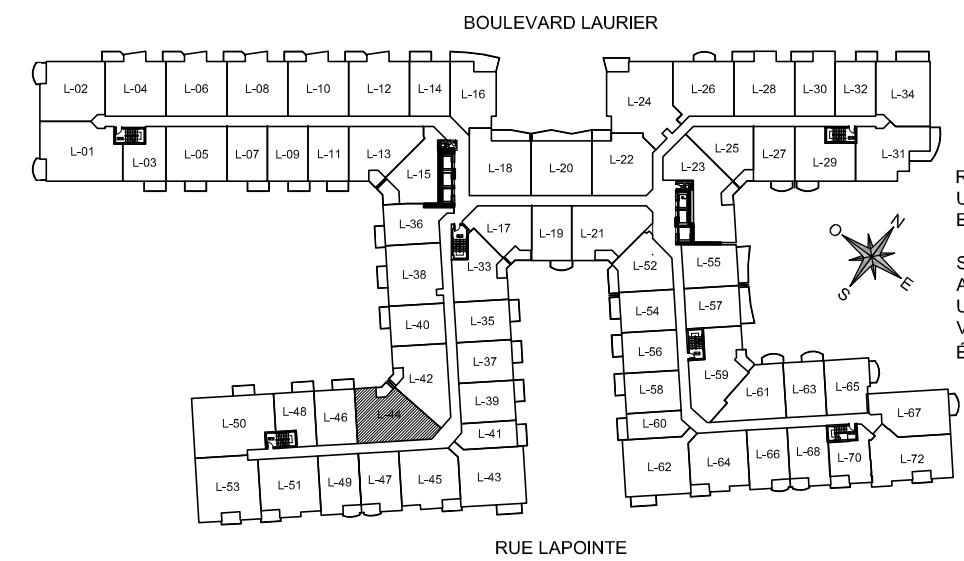 BOULEVARD LAURIER
L-02 L-04 L-06 L-08 L-10 L-12 L-14 L-16 L-24 L-26 L-28 L-30 L-32 L-34
L-01 L-03 L-05 L-07 L-09 L-11 L-13 L-15 L-18 L-20 L-22 L-23 L-25 L-27 L-29 L-31
R
U
E
L-36 L-17 L-19 L-21
N
O
E
S
L-38 L-33 L-52 L-55
S
A
U
V
É
L-40 L-35 L-54 L-57
L-42 L-37 L-56 L-59
L-50 L-48 L-46 L-44 L-39 L-58 L-61 L-63 L-65
L-41 L-60 L-67
L-53 L-51 L-49 L-47 L-45 L-43 L-62 L-64 L-66 L-68 L-70 L-72
RUE LAPOINTE